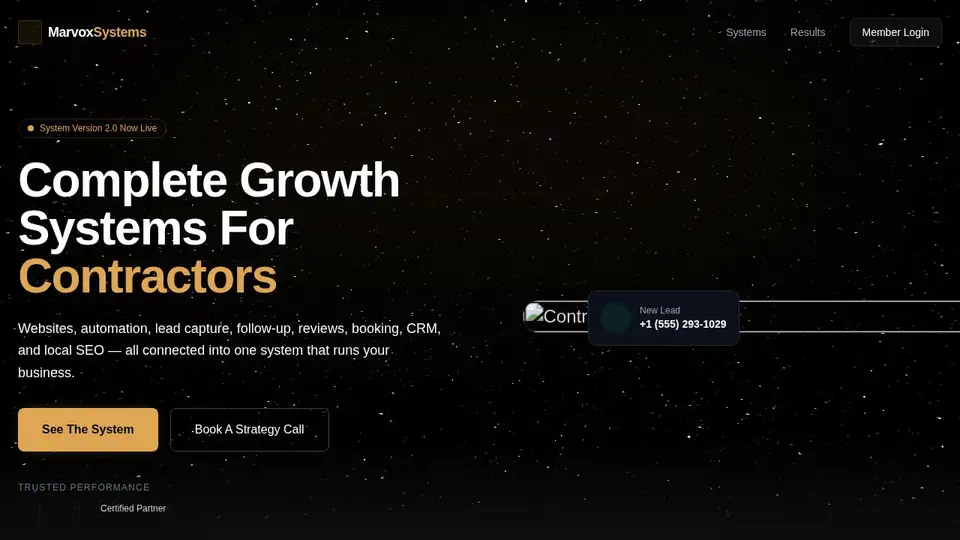 MarvoxSystems
Systems
Results
Member Login
System Version 2.0 Now Live
Complete Growth
Systems For
Contractors
Websites, automation, lead capture, follow-up, reviews, booking, CRM,
and local SEO — all connected into one system that runs your
business.
Contr
New Lead
+1 (555) 293-1029
See The System
Book A Strategy Call
TRUSTED PERFORMANCE
Certified Partner